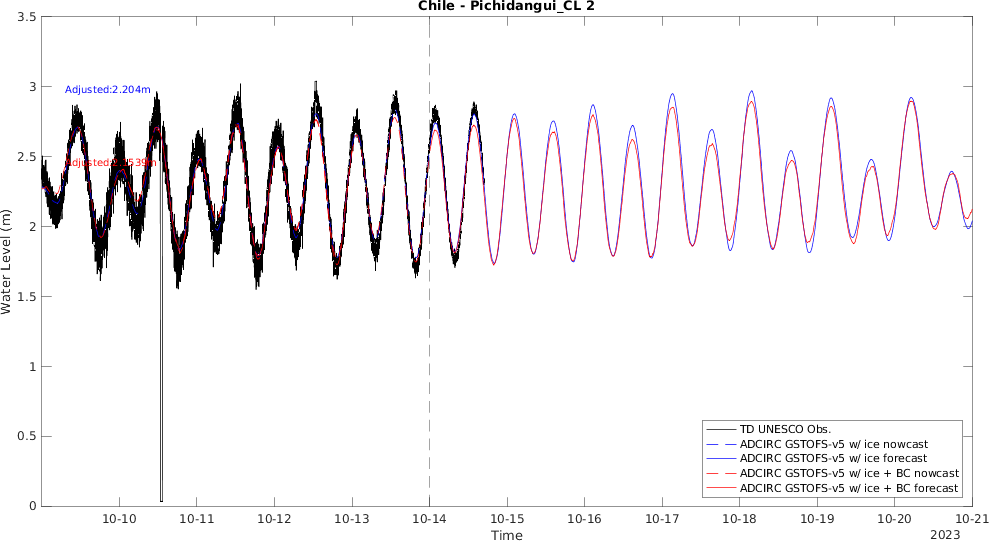 Chile - Pichidangui_CL 2
Water Level (m)
3.5
3
2.5
2
1.5
1
0.5
0
Adjusted:2.204m
10-10
10-11
10-12
10-13
10-14
10-15
10-16
10-17
10-18
10-19
10-20
10-21
Time
2023
TD UNESCO Obs.
ADCIRC GSTOFS-v5 w/ ice nowcast
ADCIRC GSTOFS-v5 w/ ice forecast
ADCIRC GSTOFS-v5 w/ ice + BC nowcast
ADCIRC GSTOFS-v5 w/ ice + BC forecast